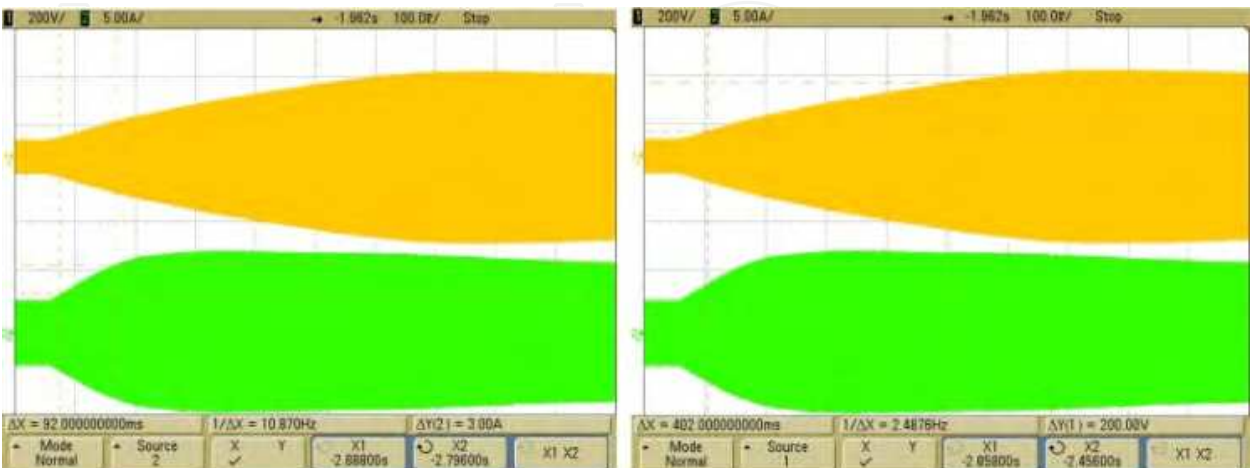 1 200V/ 2 5.00A/ -1.962s 100.0ms/ Stop
ΔX = 92.000000000ms 1/ΔX = 10.870Hz ΔY(2) = 3.00A
Mode Source X Y X1 X2 X1 X2
Normal 2 ✓ -2.88800s -2.79600s
1 200V/ 2 5.00A/ -1.962s 100.0ms/ Stop
ΔX = 402.000000000ms 1/ΔX = 2.4876Hz ΔY(1) = 200.00V
Mode Source X Y X1 X2 X1 X2
Normal 1 ✓ -2.85800s -2.45600s